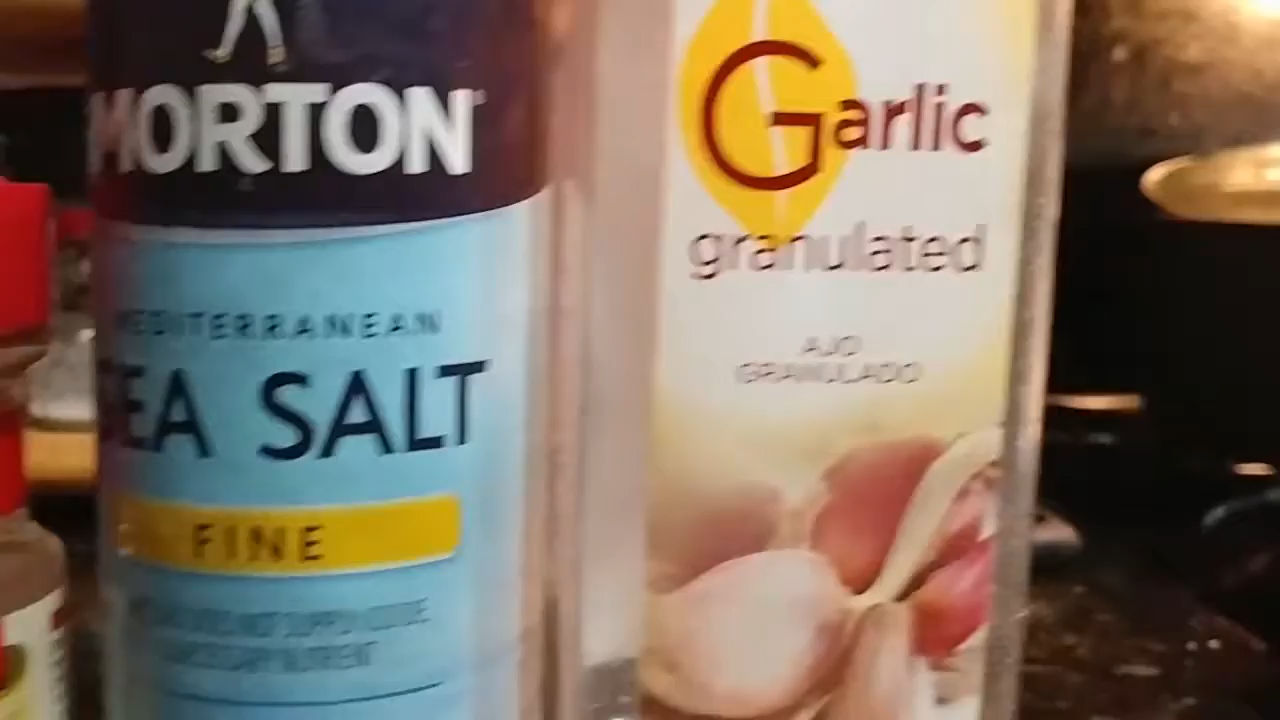 MORTON
MEDITERRANEAN
SEA SALT
FINE
Garlic
granulated
AJO
GRANULADO